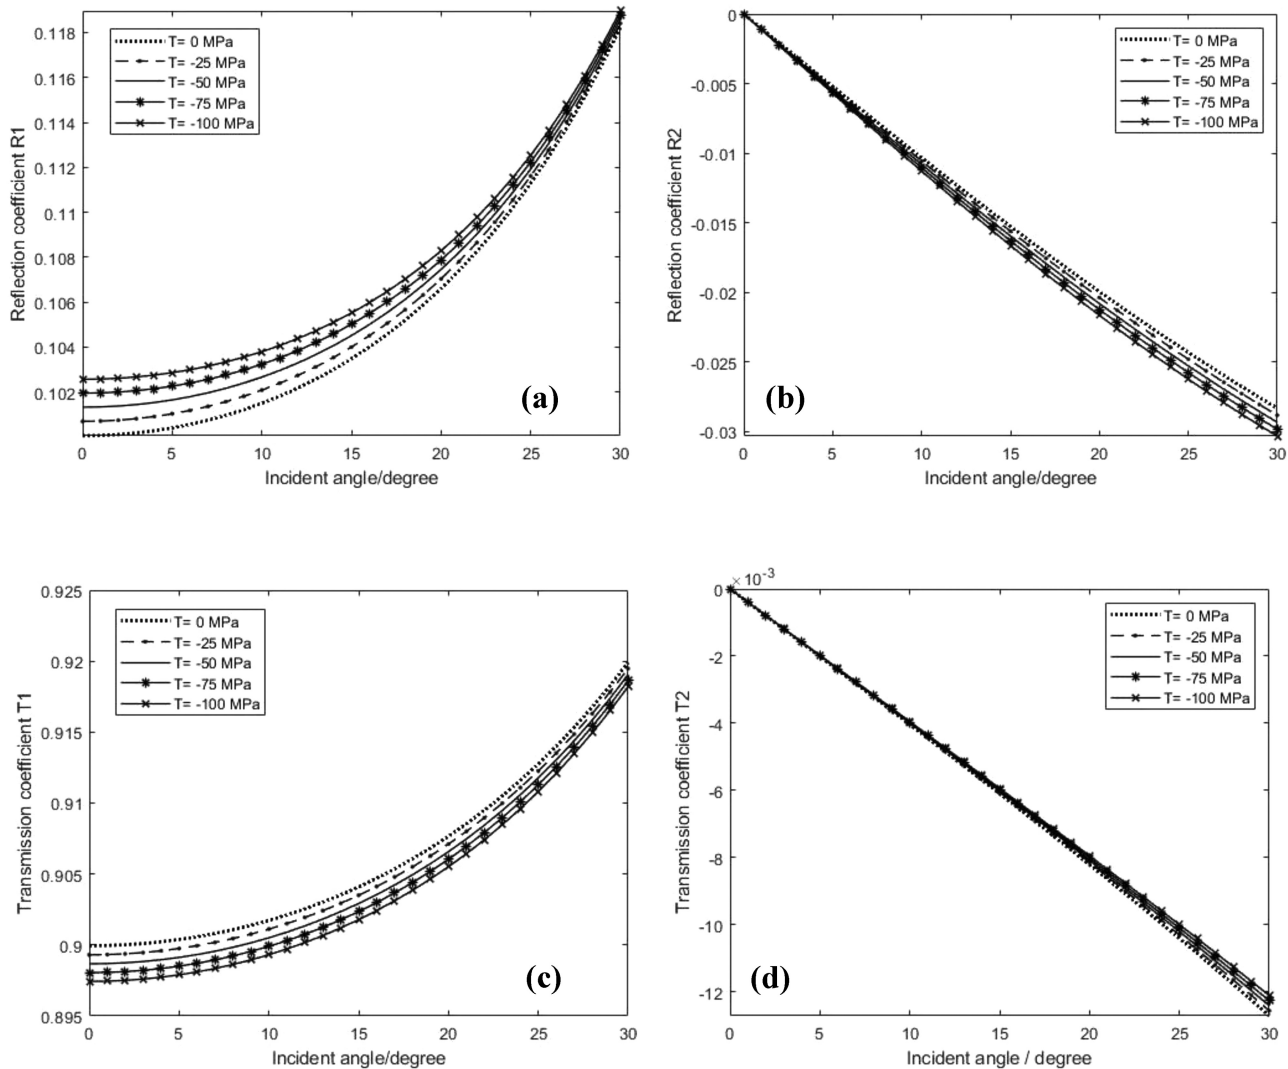 0.118
0.116
0.114
0.112
0.11
0.108
0.106
0.104
0.102
Reflection coefficient R1
T= 0 MPa
T= -25 MPa
T= -50 MPa
T= -75 MPa
T= -100 MPa
(a)
0 5 10 15 20 25 30
Incident angle/degree
0
-0.005
-0.01
-0.015
-0.02
-0.025
-0.03
Reflection coefficient R2
T= 0 MPa
T= -25 MPa
T= -50 MPa
T= -75 MPa
T= -100 MPa
(b)
0 5 10 15 20 25 30
Incident angle/degree
0.925
0.92
0.915
0.91
0.905
0.9
0.895
Transmission coefficient T1
T= 0 MPa
T= -25 MPa
T= -50 MPa
T= -75 MPa
T= -100 MPa
(c)
0 5 10 15 20 25 30
Incident angle/degree
×10⁻³
0
-2
-4
-6
-8
-10
-12
Transmission coefficient T2
T= 0 MPa
T= -25 MPa
T= -50 MPa
T= -75 MPa
T= -100 MPa
(d)
0 5 10 15 20 25 30
Incident angle / degree